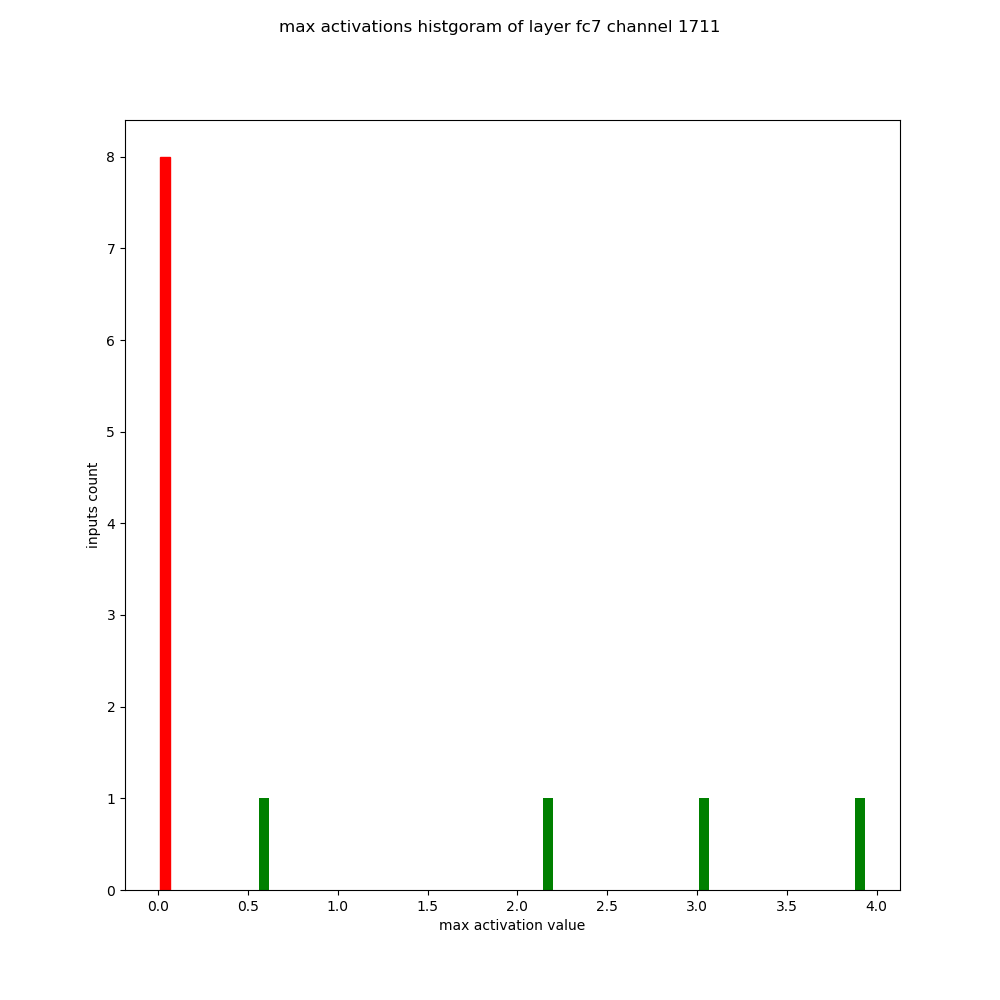 max activations histgoram of layer fc7 channel 1711
8
7
6
5
4
3
2
1
0
inputs count
0.0 0.5 1.0 1.5 2.0 2.5 3.0 3.5 4.0
max activation value